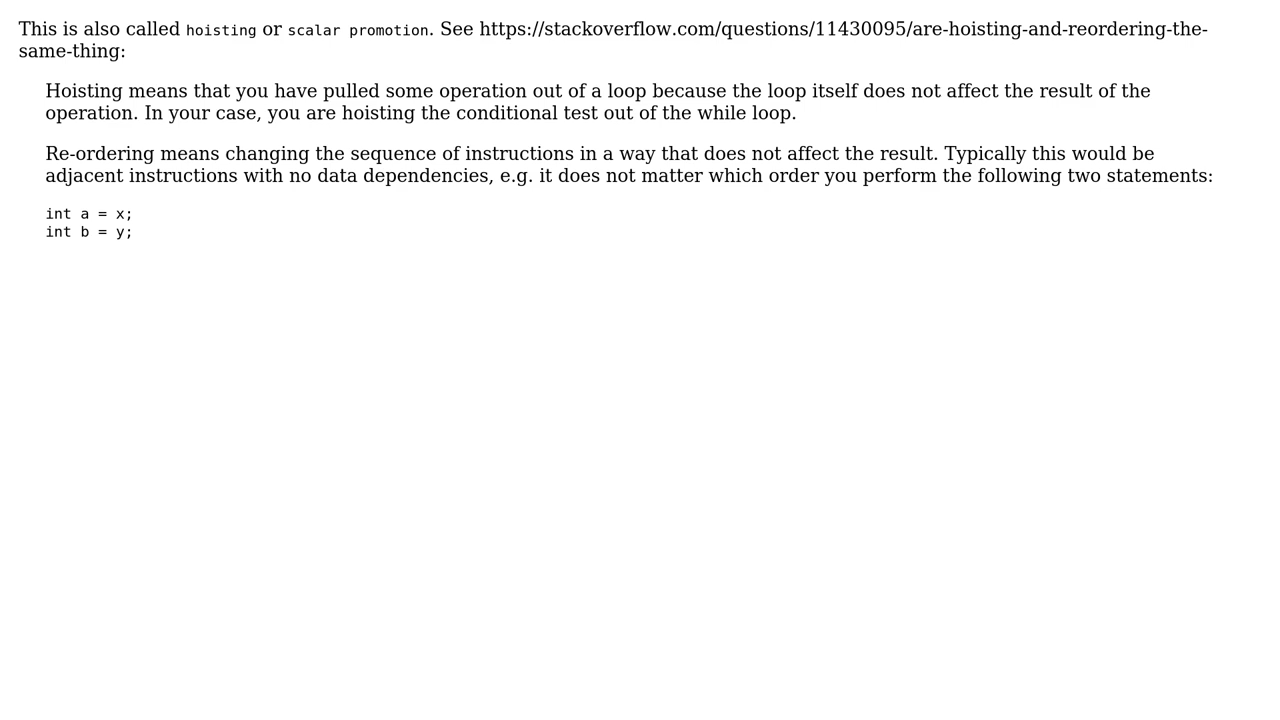 This is also called hoisting or scalar promotion. See https://stackoverflow.com/questions/11430095/are-hoisting-and-reordering-the-
same-thing:
Hoisting means that you have pulled some operation out of a loop because the loop itself does not affect the result of the
operation. In your case, you are hoisting the conditional test out of the while loop.
Re-ordering means changing the sequence of instructions in a way that does not affect the result. Typically this would be
adjacent instructions with no data dependencies, e.g. it does not matter which order you perform the following two statements:
int a = x;
int b = y;